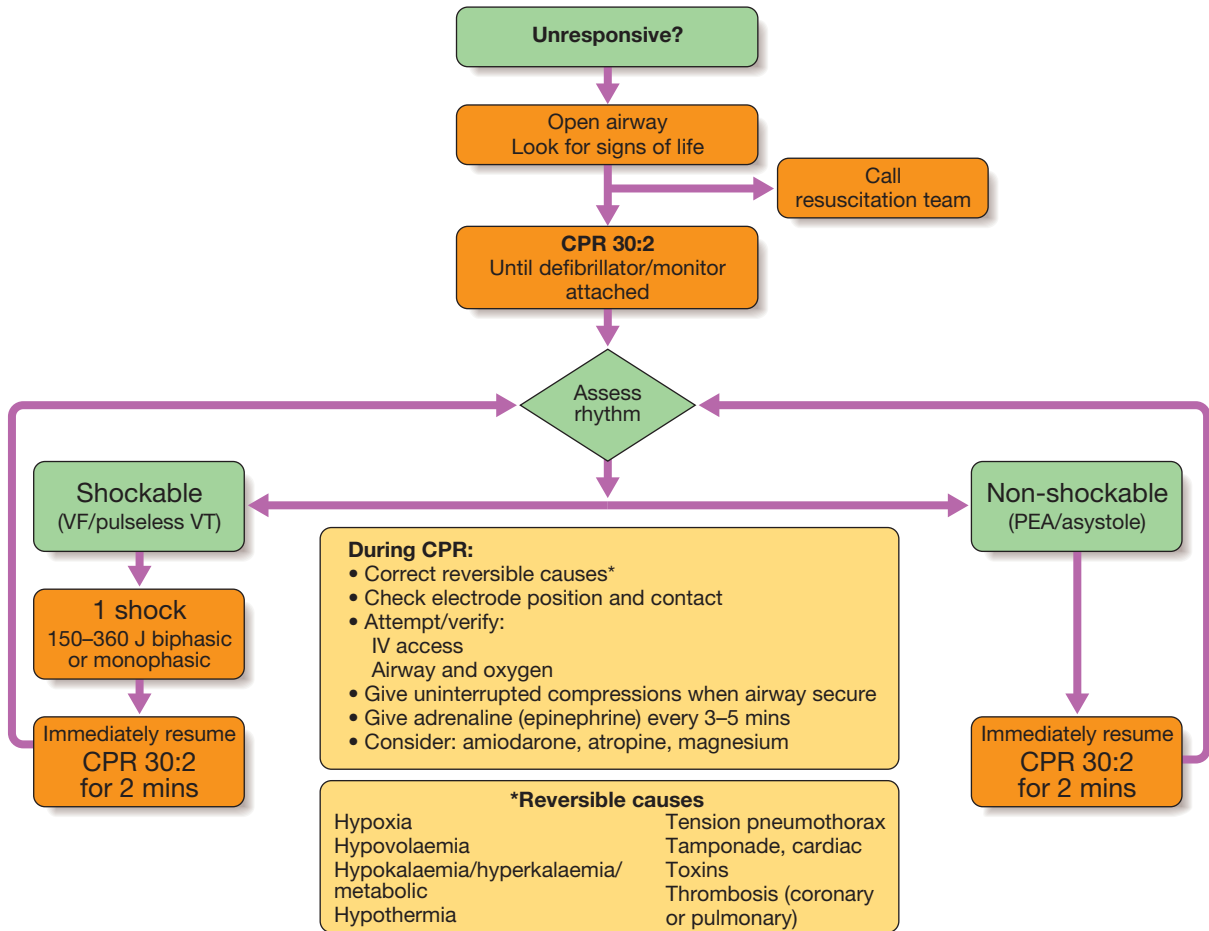 Unresponsive?
Open airway
Look for signs of life
Call
resuscitation team
CPR 30:2
Until defibrillator/monitor
attached
Assess
rhythm
Shockable
(VF/pulseless VT)
1 shock
150–360 J biphasic
or monophasic
Immediately resume
CPR 30:2
for 2 mins
During CPR:
• Correct reversible causes*
• Check electrode position and contact
• Attempt/verify:
IV access
Airway and oxygen
• Give uninterrupted compressions when airway secure
• Give adrenaline (epinephrine) every 3–5 mins
• Consider: amiodarone, atropine, magnesium
*Reversible causes
Hypoxia
Hypovolaemia
Hypokalaemia/hyperkalaemia/
metabolic
Hypothermia
Tension pneumothorax
Tamponade, cardiac
Toxins
Thrombosis (coronary
or pulmonary)
Non-shockable
(PEA/asystole)
Immediately resume
CPR 30:2
for 2 mins